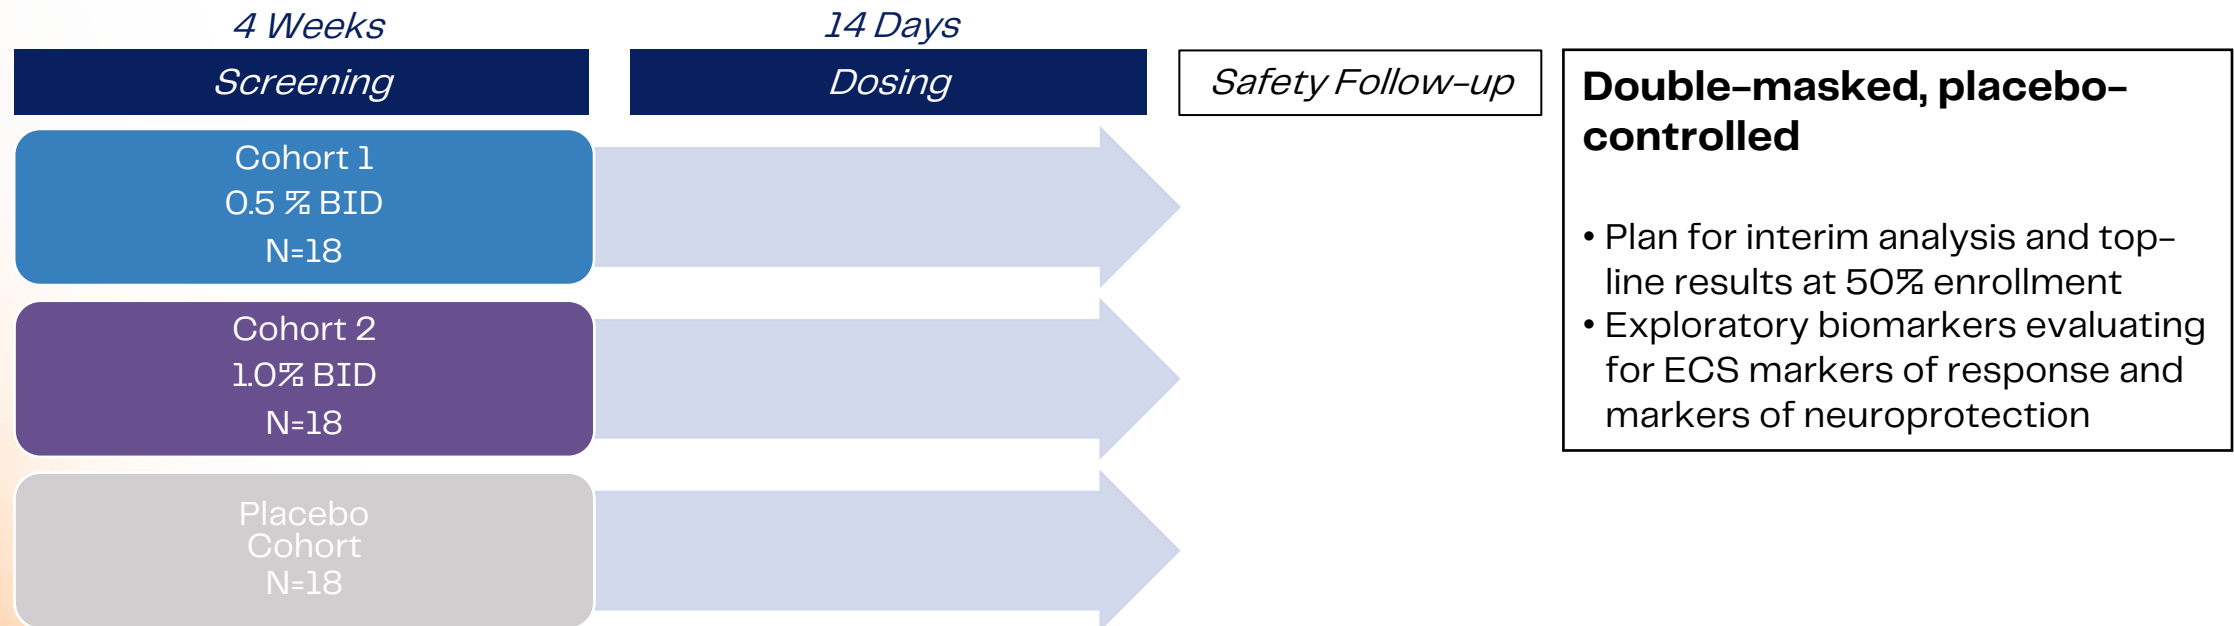 4 Weeks
14 Days
Screening
Dosing
Safety Follow-up
Cohort 1
0.5 % BID
N=18
Cohort 2
1.0% BID
N=18
Placebo
Cohort
N=18
Double-masked, placebo-
controlled
• Plan for interim analysis and top-
line results at 50% enrollment
• Exploratory biomarkers evaluating
for ECS markers of response and
markers of neuroprotection